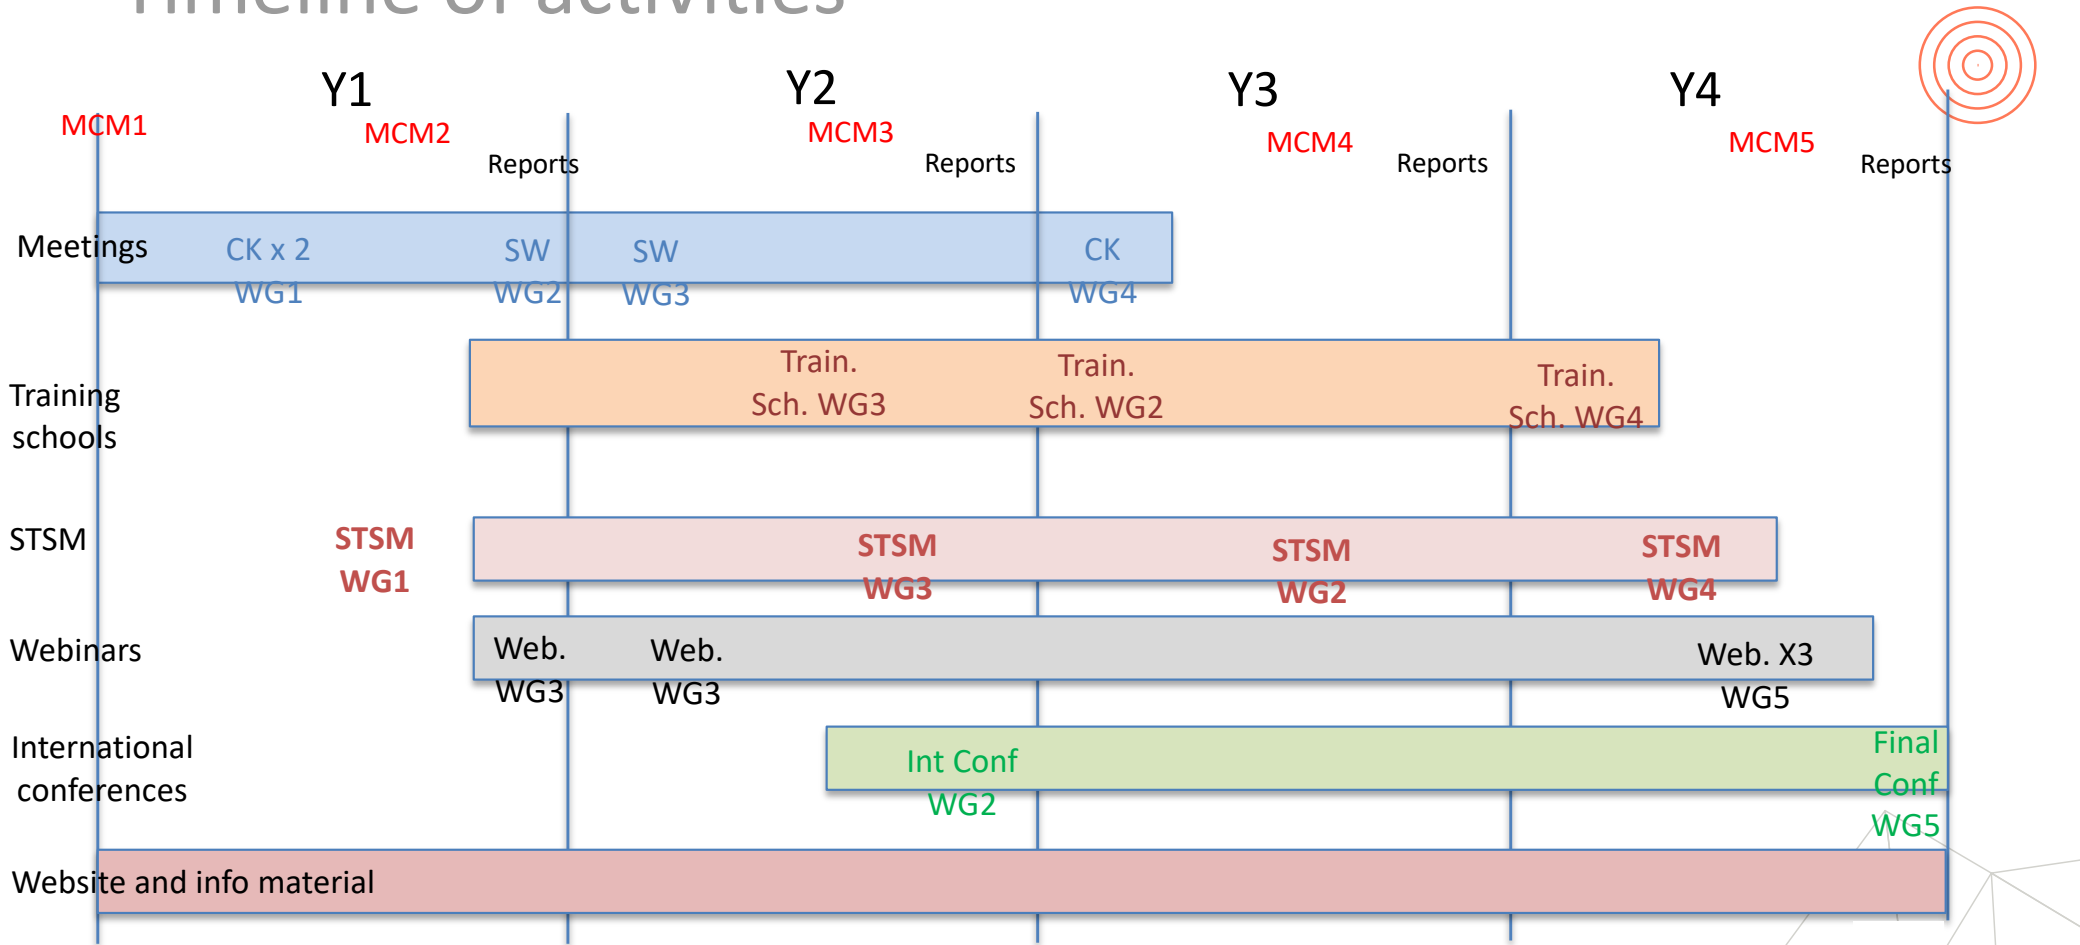 Timeline of activities
Y1 Y2 Y3 Y4
MCM1 MCM2 MCM3 MCM4 MCM5
Reports Reports Reports Reports
Meetings CK x 2 SW SW CK
WG1 WG2 WG3 WG4
Training
schools
Train. Train. Train.
Sch. WG3 Sch. WG2 Sch. WG4
STSM STSM STSM STSM STSM
WG1 WG3 WG2 WG4
Webinars Web. Web. Web. X3
WG3 WG3 WG5
International
conferences
Int Conf
WG2
Final
Conf
WG5
Website and info material